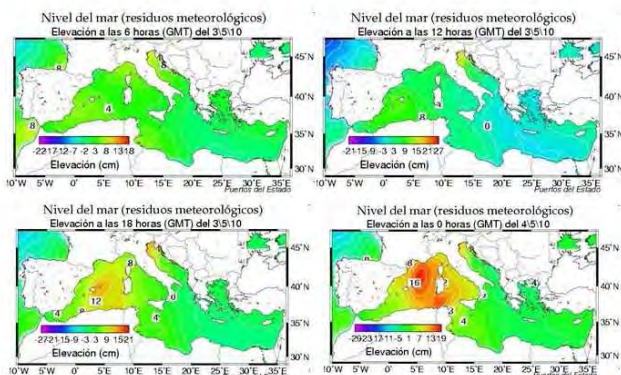 Nivel del mar (residuos meteorológicos)
Elevación a las 6 horas (GMT) del 3\5\10
45°N
40°N
35°N
30°N
8
8
4
8
Elevación (cm)
-22-17-12-7 -2 3 8 13 18
10°W 5°W 0° 5°E 10°E 15°E 20°E 25°E 30°E 35°E
Puertos del Estado
Nivel del mar (residuos meteorológicos)
Elevación a las 12 horas (GMT) del 3\5\10
45°N
40°N
35°N
30°N
8
0
Elevación (cm)
-21-15-9 -3 3 9 15 21 27
10°W 5°W 0° 5°E 10°E 15°E 20°E 25°E 30°E 35°E
Puertos del Estado
Nivel del mar (residuos meteorológicos)
Elevación a las 18 horas (GMT) del 3\5\10
45°N
40°N
35°N
30°N
8
12
0
4
4
8
Elevación (cm)
-27-21-15-9 -3 3 9 15 21
10°W 5°W 0° 5°E 10°E 15°E 20°E 25°E 30°E 35°E
Nivel del mar (residuos meteorológicos)
Elevación a las 0 horas (GMT) del 4\5\10
45°N
40°N
35°N
30°N
8
16
4
4
Elevación (cm)
-29-23-17-11 -5 1 7 13 19
10°W 5°W 0° 5°E 10°E 15°E 20°E 25°E 30°E 35°E